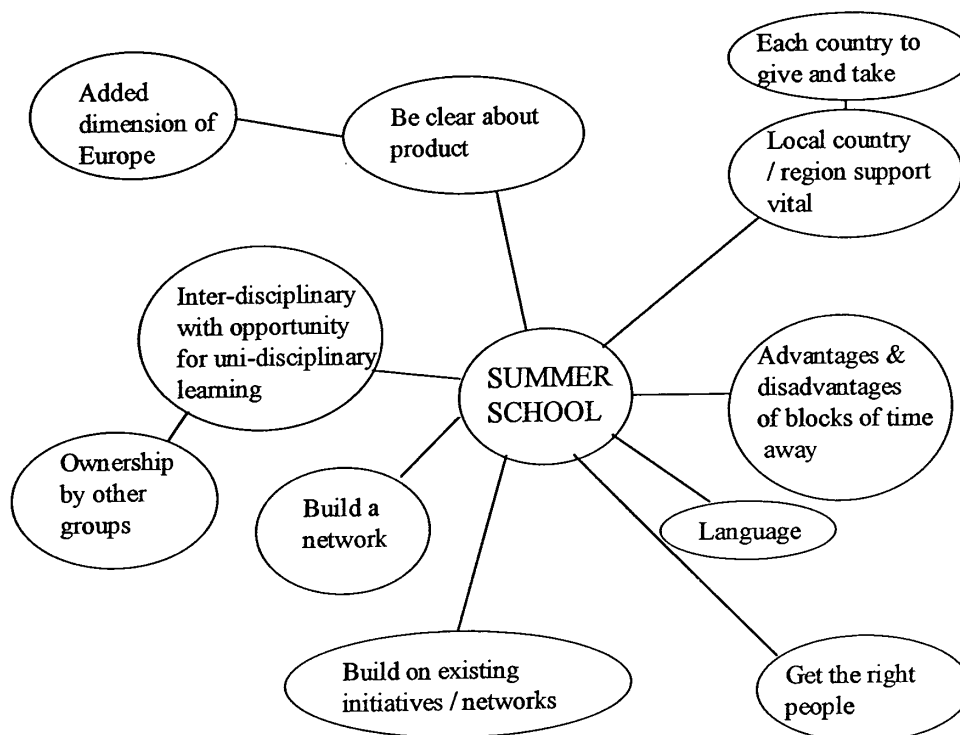 Each country to
give and take
Added
dimension of
Europe
Be clear about
product
Local country
/ region support
vital
Inter-disciplinary
with opportunity
for uni-disciplinary
learning
SUMMER
SCHOOL
Advantages &
disadvantages
of blocks of time
away
Ownership
by other
groups
Build a
network
Language
Build on existing
initiatives / networks
Get the right
people